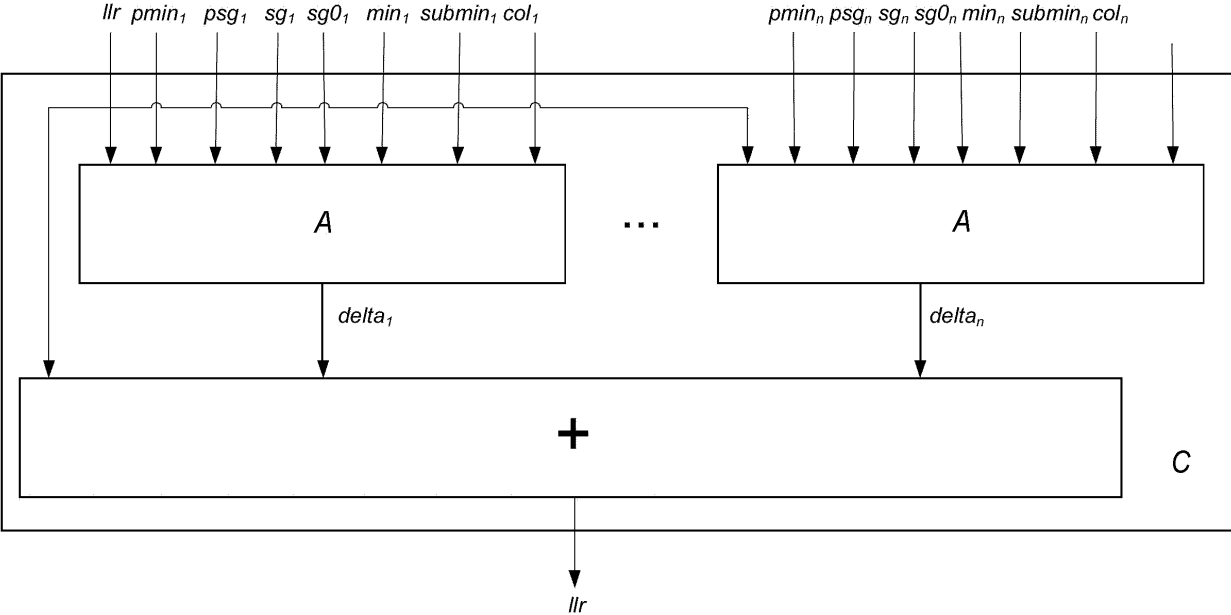 llr pmin1 psg1 sg1 sg01 min1 submin1 col1 pminn psgn sgn sg0n minn subminn coln
A ... A
delta1 deltan
+
C
llr